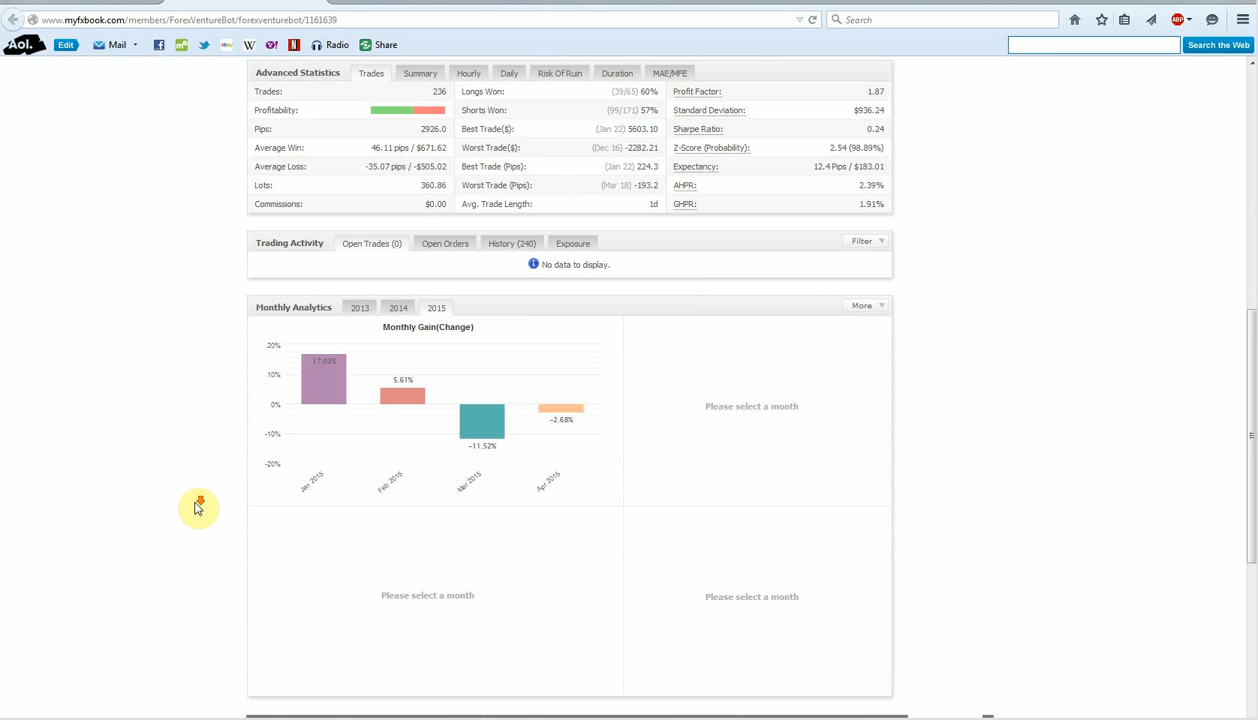 www.myfxbook.com/members/ForexVentureBot/forexventurebot/1161639
Search
ABP
Aol.
Edit
Mail
Radio
Share
Search the Web
Advanced Statistics Trades Summary Hourly Daily Risk Of Ruin Duration MAE/MFE
Trades: 236 Longs Won: (39/65) 60% Profit Factor: 1.87
Profitability: Shorts Won: (99/171) 57% Standard Deviation: $936.24
Pips: 2926.0 Best Trade($): (Jan 22) 5603.10 Sharpe Ratio: 0.24
Average Win: 46.11 pips / $671.62 Worst Trade($): (Dec 16) -2282.21 Z-Score (Probability): 2.54 (98.89%)
Average Loss: -35.07 pips / -$505.02 Best Trade (Pips): (Jan 22) 224.3 Expectancy: 12.4 Pips / $183.01
Lots: 360.86 Worst Trade (Pips): (Mar 18) -193.2 AHPR: 2.39%
Commissions: $0.00 Avg. Trade Length: 1d GHPR: 1.91%
Trading Activity Open Trades (0) Open Orders History (240) Exposure Filter
No data to display.
Monthly Analytics 2013 2014 2015 More
Monthly Gain(Change)
20%
17.03%
10%
5.61%
0%
-2.68%
-10%
-11.52%
-20%
Jan 2015 Feb 2015 Mar 2015 Apr 2015
Please select a month
Please select a month
Please select a month